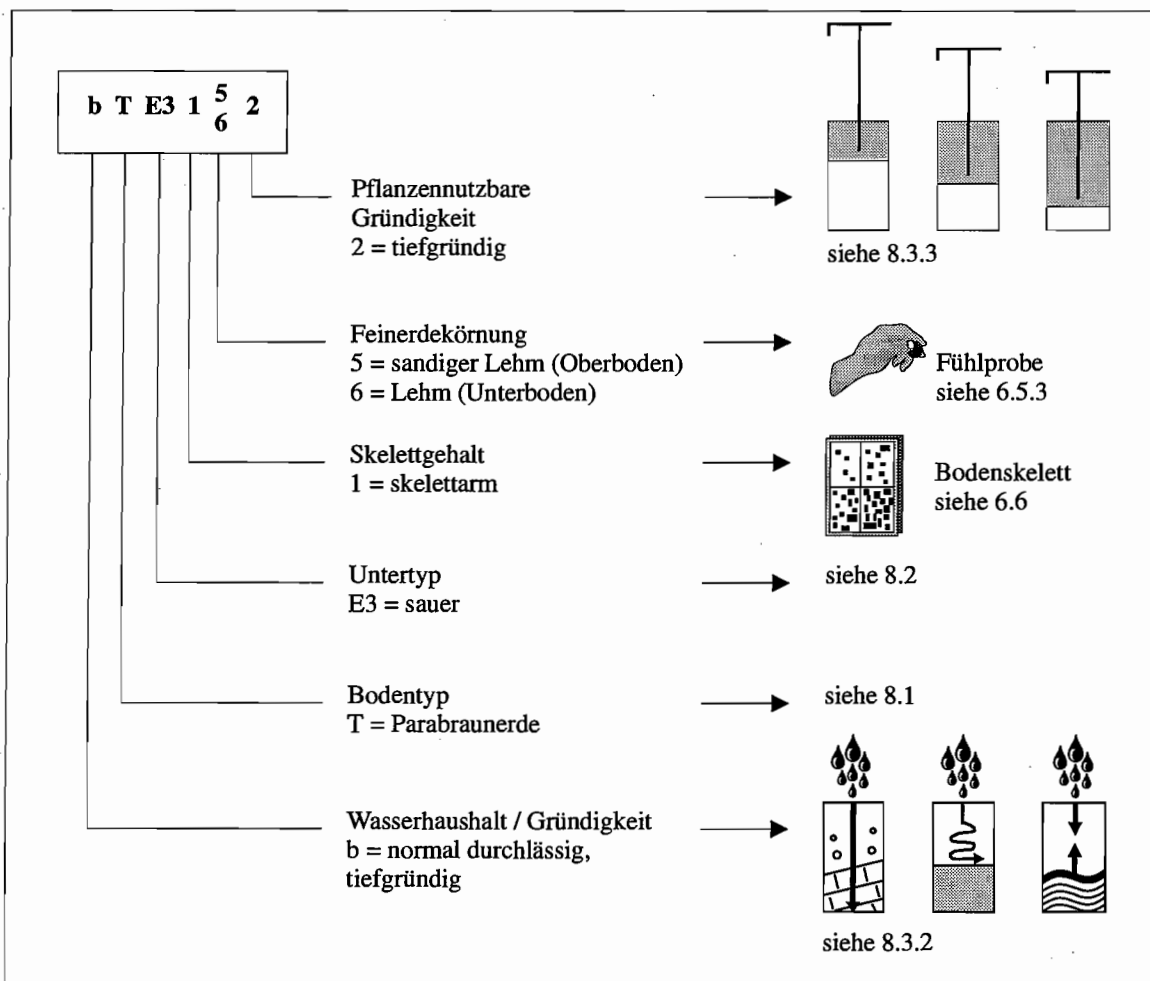 b T E3 1 5 2
6
Pflanzennutzbare
Gründigkeit
2 = tiefgründig
siehe 8.3.3
Feinerdekörnung
5 = sandiger Lehm (Oberboden)
6 = Lehm (Unterboden)
Fühlprobe
siehe 6.5.3
Skelettgehalt
1 = skelettarm
Bodenskelett
siehe 6.6
Untertyp
E3 = sauer
siehe 8.2
Bodentyp
T = Parabraunerde
siehe 8.1
Wasserhaushalt / Gründigkeit
b = normal durchlässig,
tiefgründig
siehe 8.3.2